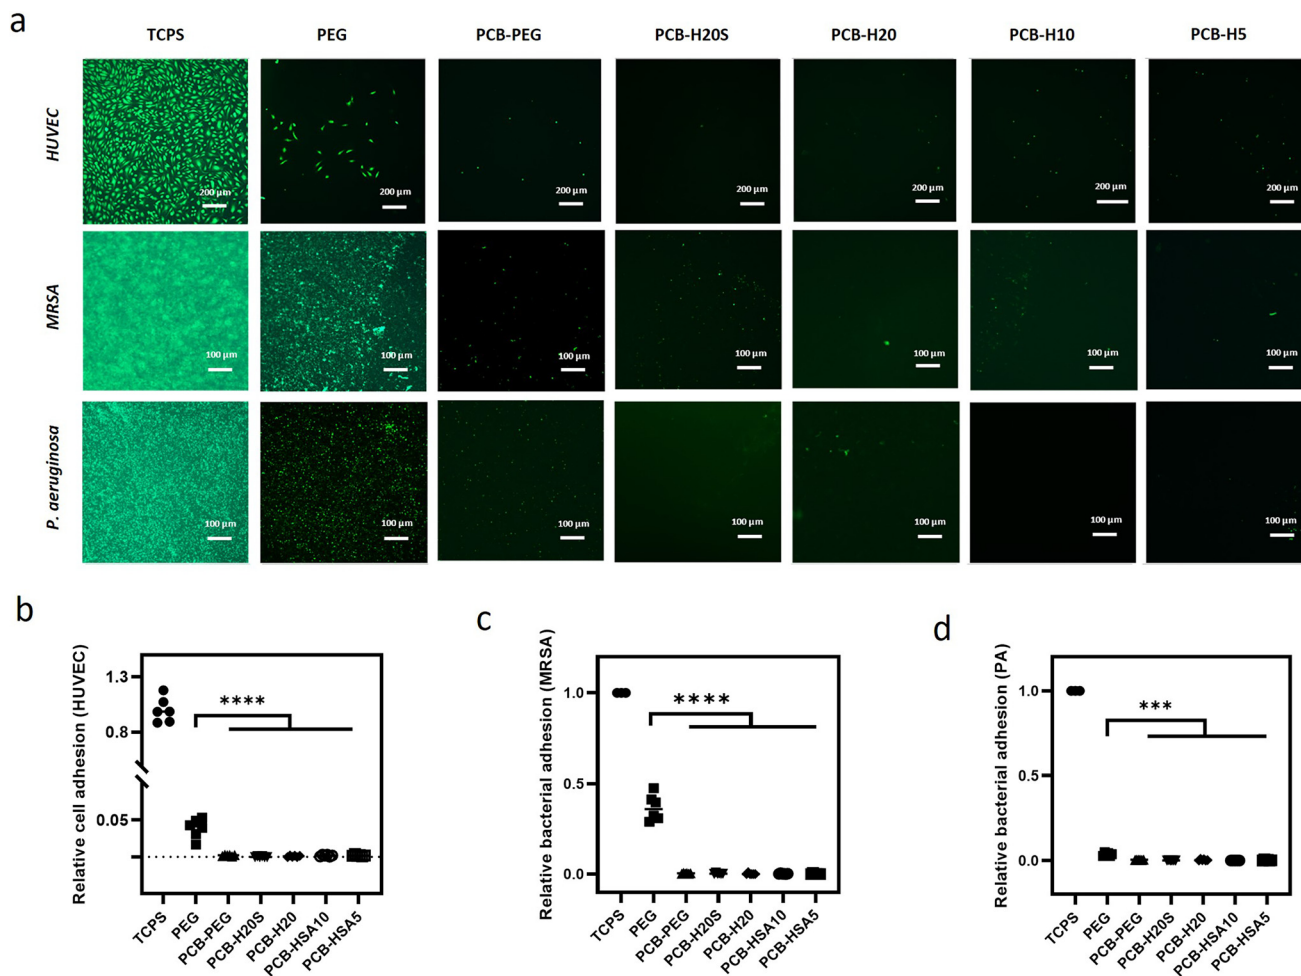 a
TCPS PEG PCB-PEG PCB-H20S PCB-H20 PCB-H10 PCB-H5
HUVEC
200 μm 200 μm 200 μm 200 μm 200 μm 200 μm 200 μm
MRSA
100 μm 100 μm 100 μm 100 μm 100 μm 100 μm 100 μm
P. aeruginosa
100 μm 100 μm 100 μm 100 μm 100 μm 100 μm 100 μm
b
Relative cell adhesion (HUVEC)
1.3
0.8
0.05
****
TCPS PEG PCB-PEG PCB-H20S PCB-H20 PCB-HSA10 PCB-HSA5
c
Relative bacterial adhesion (MRSA)
1.0
0.5
0.0
****
TCPS PEG PCB-PEG PCB-H20S PCB-H20 PCB-HSA10 PCB-HSA5
d
Relative bacterial adhesion (PA)
1.0
0.5
0.0
***
TCPS PEG PCB-PEG PCB-H20S PCB-H20 PCB-HSA10 PCB-HSA5